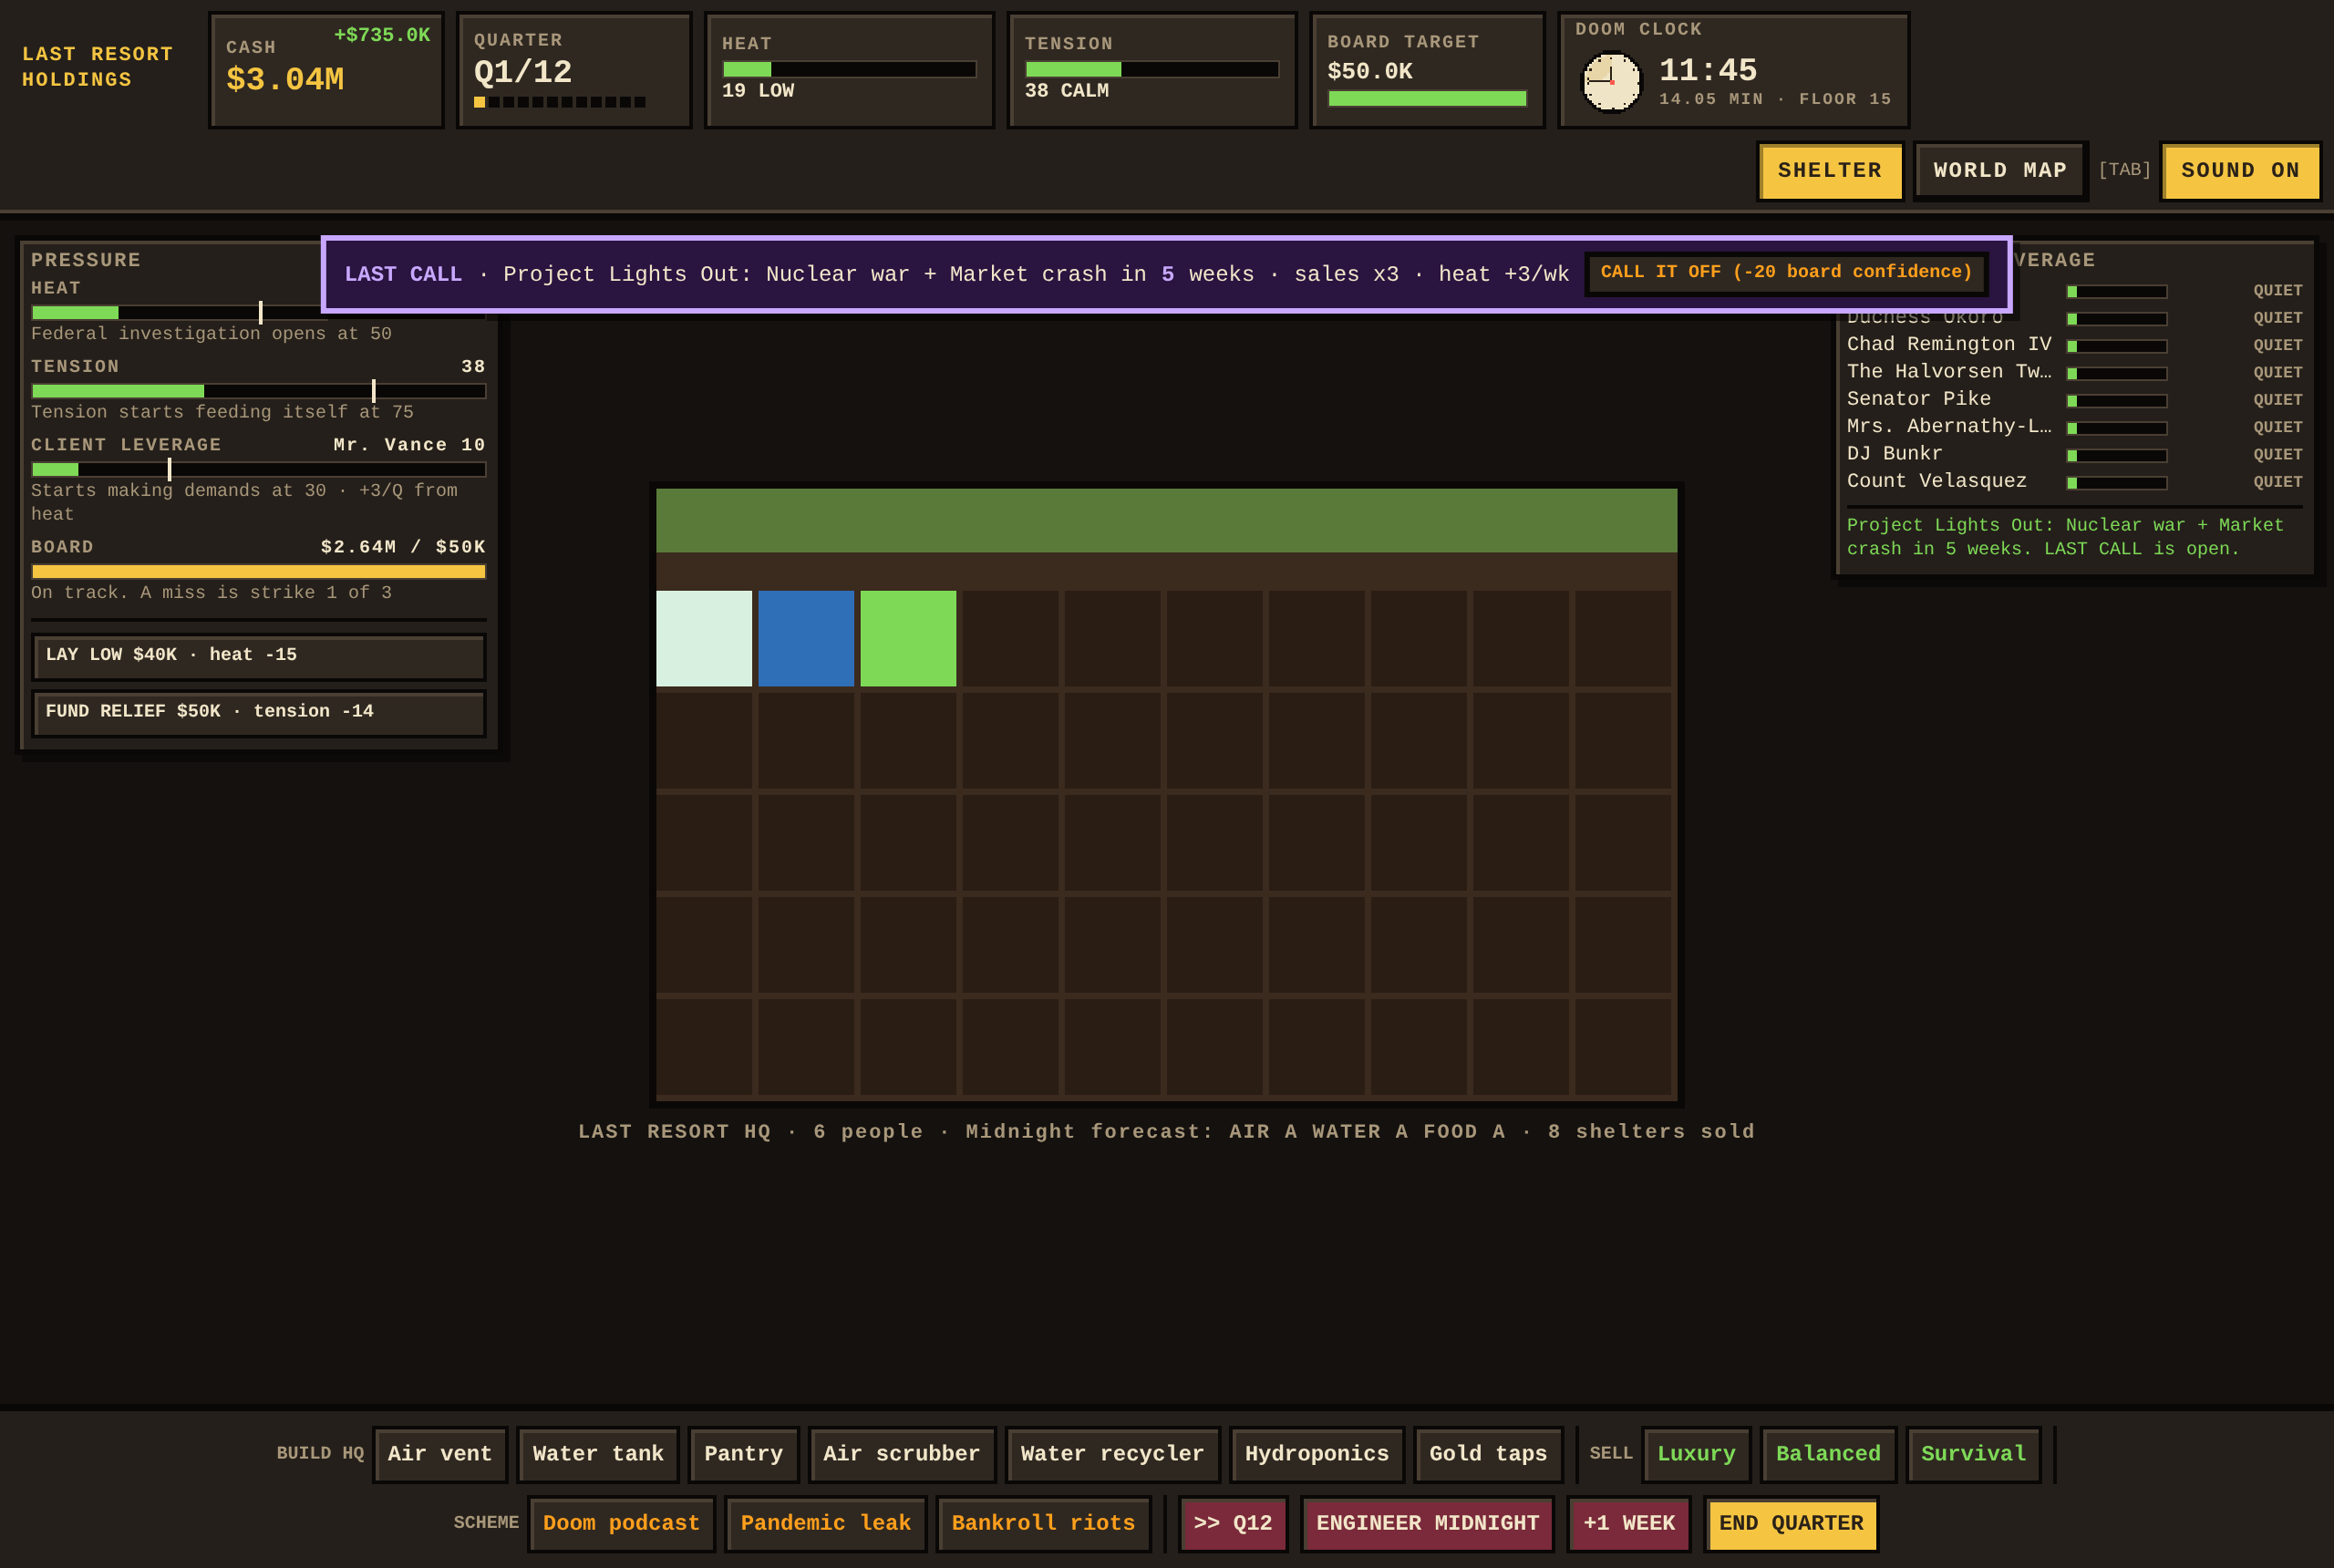 LAST RESORT
HOLDINGS
CASH
+$735.0K
$3.04M
QUARTER
Q1/12
HEAT
19 LOW
TENSION
38 CALM
BOARD TARGET
$50.0K
DOOM CLOCK
11:45
14.05 MIN · FLOOR 15
SHELTER
WORLD MAP
[TAB]
SOUND ON
LAST CALL · Project Lights Out: Nuclear war + Market crash in 5 weeks · sales x3 · heat +3/wk
CALL IT OFF (-20 board confidence)
PRESSURE
HEAT
Federal investigation opens at 50
TENSION 38
Tension starts feeding itself at 75
CLIENT LEVERAGE Mr. Vance 10
Starts making demands at 30 · +3/Q from
heat
BOARD $2.64M / $50K
On track. A miss is strike 1 of 3
LAY LOW $40K · heat -15
FUND RELIEF $50K · tension -14
VERAGE
QUIET
Duchess Okoro QUIET
Chad Remington IV QUIET
The Halvorsen Tw… QUIET
Senator Pike QUIET
Mrs. Abernathy-L… QUIET
DJ Bunkr QUIET
Count Velasquez QUIET
Project Lights Out: Nuclear war + Market
crash in 5 weeks. LAST CALL is open.
LAST RESORT HQ · 6 people · Midnight forecast: AIR A WATER A FOOD A · 8 shelters sold
BUILD HQ Air vent Water tank Pantry Air scrubber Water recycler Hydroponics Gold taps SELL Luxury Balanced Survival
SCHEME Doom podcast Pandemic leak Bankroll riots >> Q12 ENGINEER MIDNIGHT +1 WEEK END QUARTER